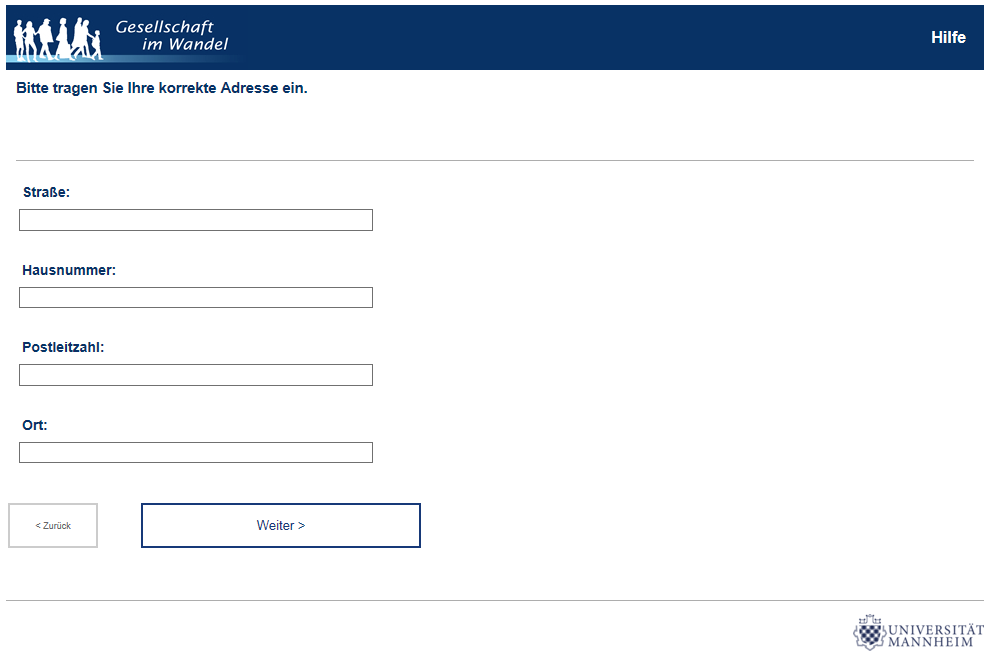 Gesellschaft
im Wandel
Hilfe
Bitte tragen Sie Ihre korrekte Adresse ein.
Straße:
Hausnummer:
Postleitzahl:
Ort:
< Zurück
Weiter >
UNIVERSITÄT
MANNHEIM